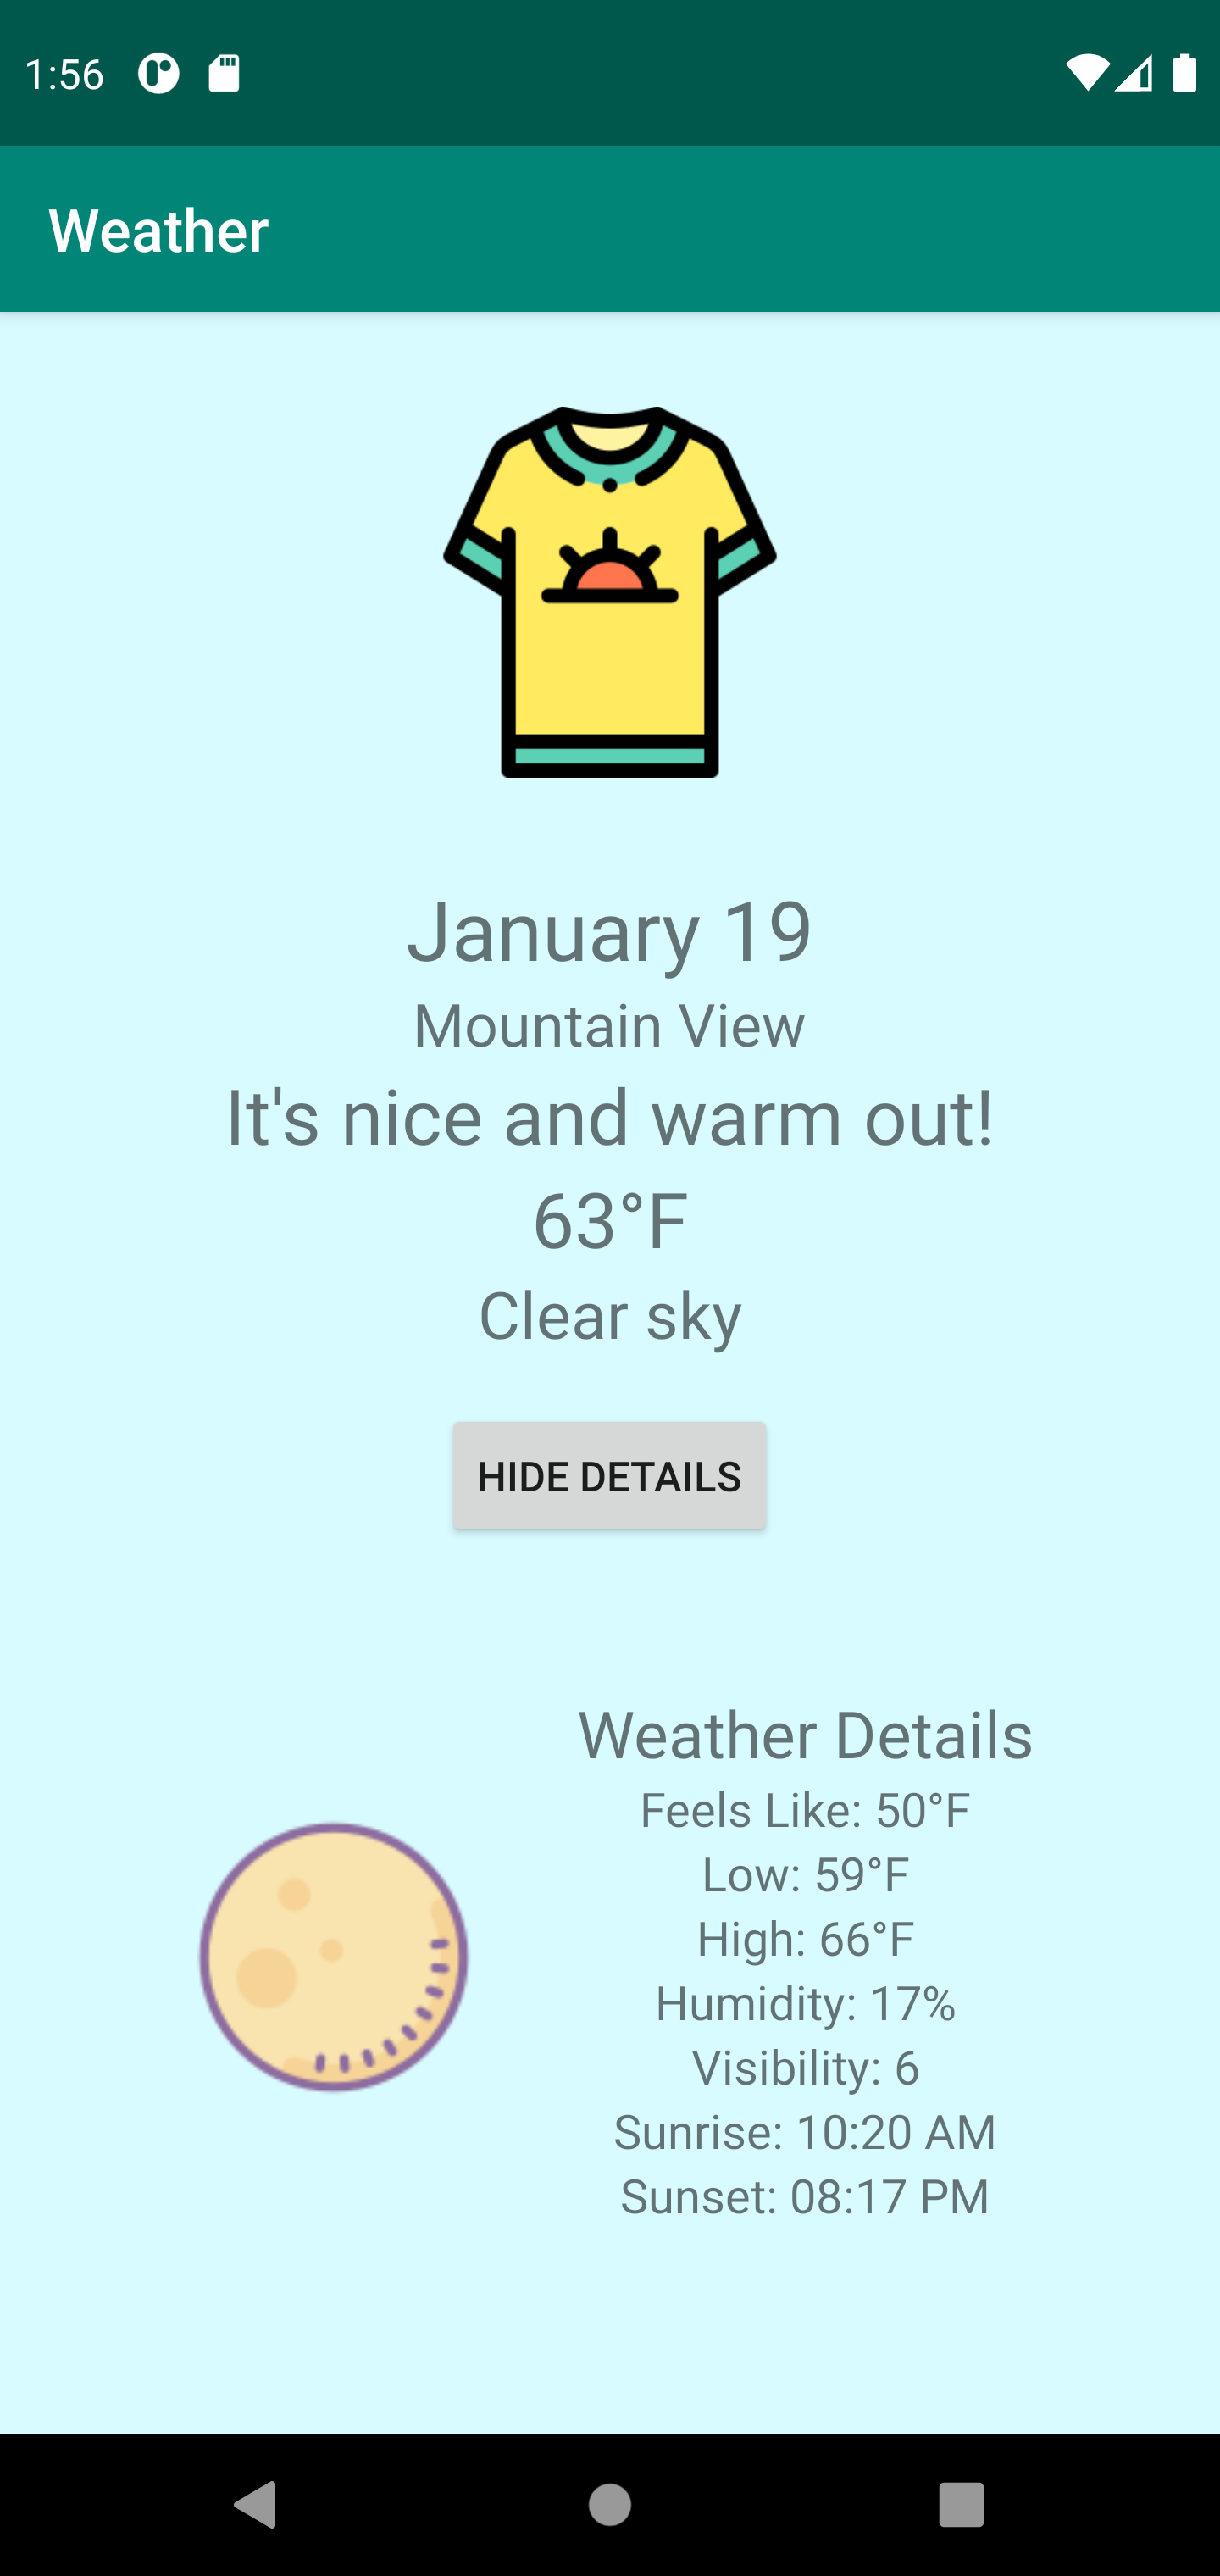 1:56
Weather
January 19
Mountain View
It's nice and warm out!
63°F
Clear sky
HIDE DETAILS
Weather Details
Feels Like: 50°F
Low: 59°F
High: 66°F
Humidity: 17%
Visibility: 6
Sunrise: 10:20 AM
Sunset: 08:17 PM